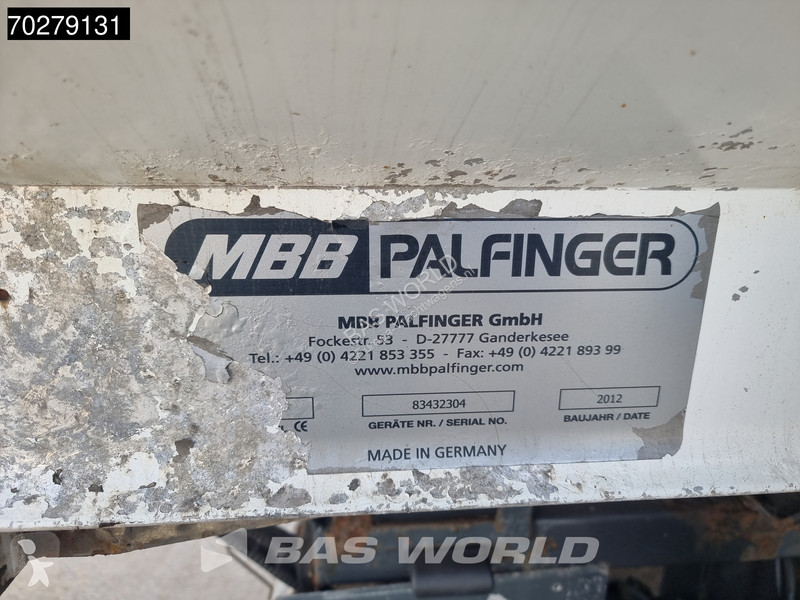 70279131
MBB PALFINGER
MBB PALFINGER GmbH
Fockestr. 53 - D-27777 Ganderkesee
Tel.: +49 (0) 4221 853 355 - Fax: +49 (0) 4221 893 99
www.mbbpalfinger.com
83432304
2012
CE
GERÄTE NR. / SERIAL NO.
BAUJAHR / DATE
MADE IN GERMANY
BAS WORLD
BAS WORLD